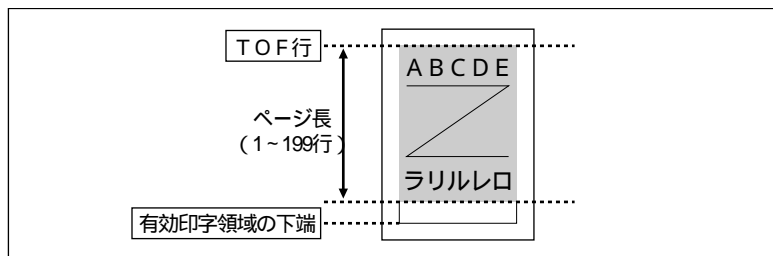 ＴＯＦ行
ＡＢＣＤＥ
ページ長
（1~199行）
ラリルレロ
有効印字領域の下端